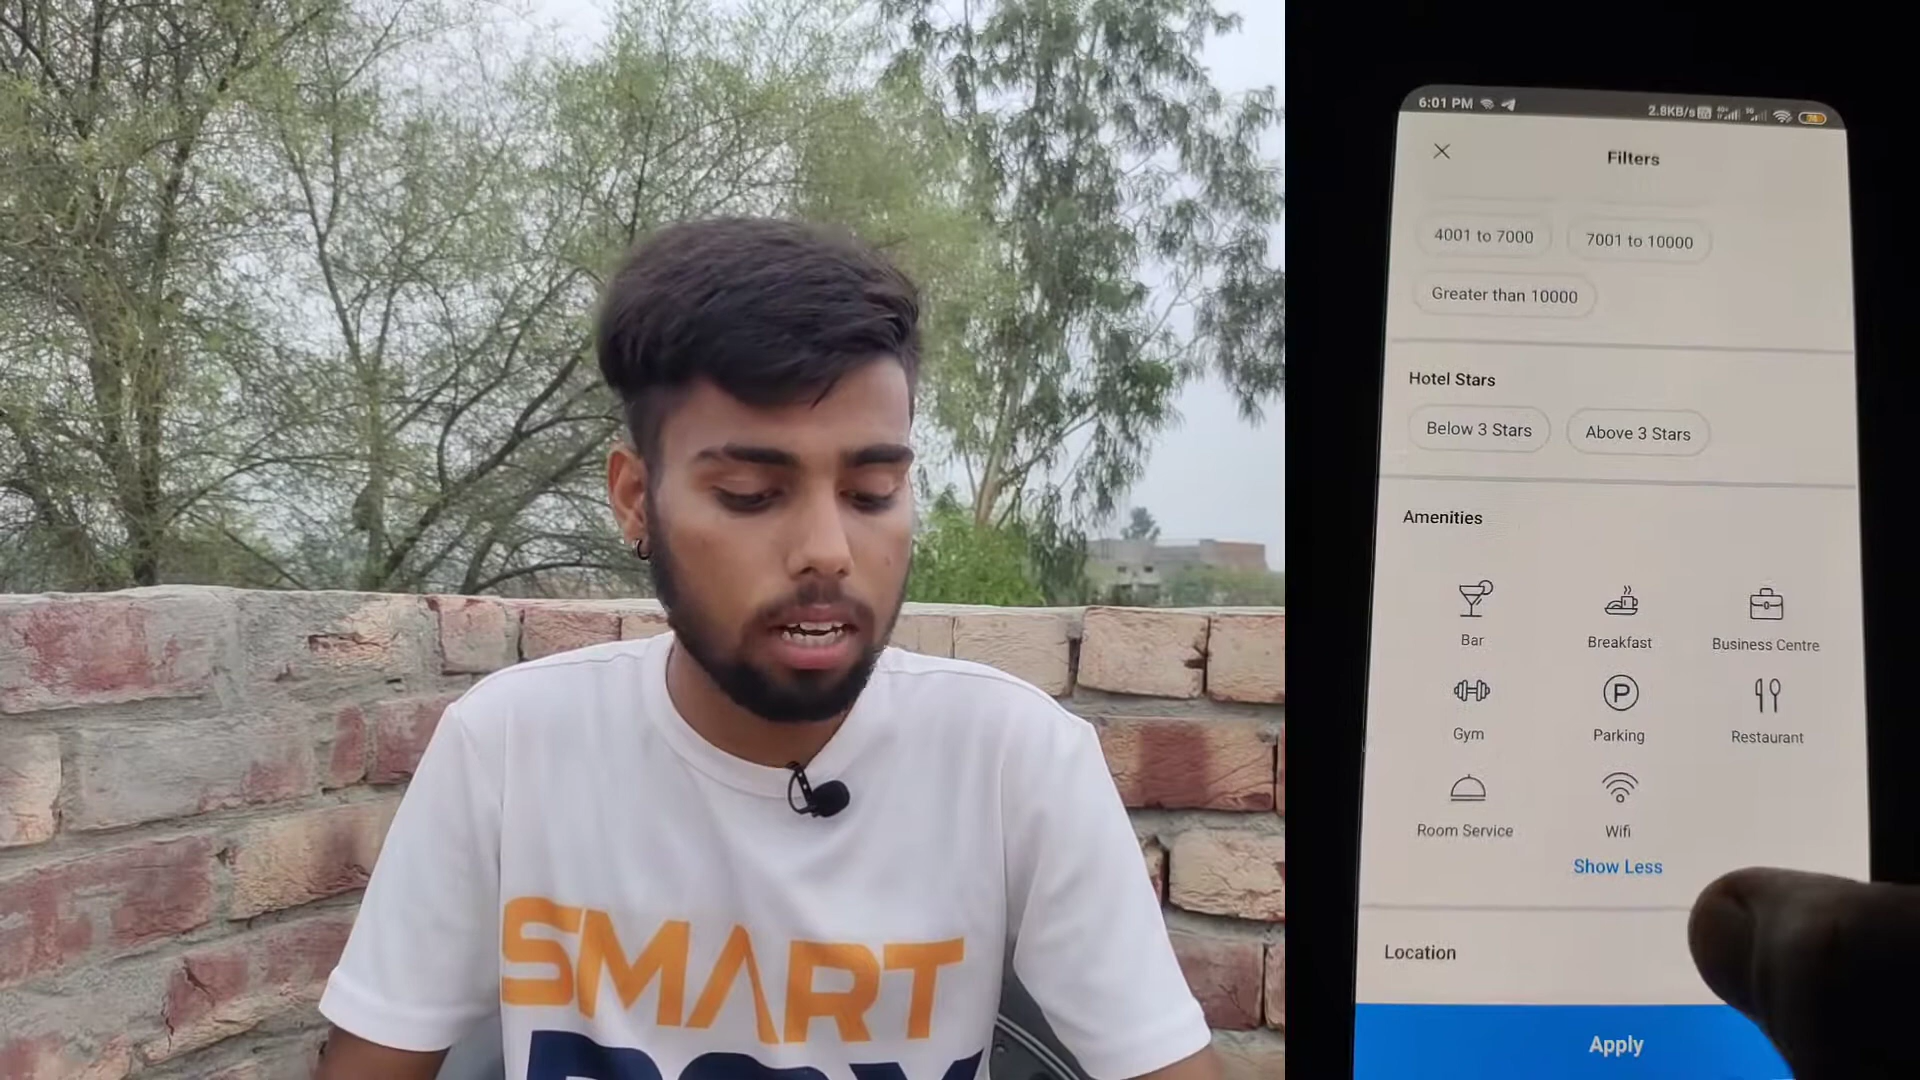 6:01 PM
2.8KB/s
74
Filters
4001 to 7000
7001 to 10000
Greater than 10000
Hotel Stars
Below 3 Stars
Above 3 Stars
Amenities
Bar
Breakfast
Business Centre
Gym
P
Parking
Restaurant
Room Service
Wifi
Show Less
Location
Apply
SMART